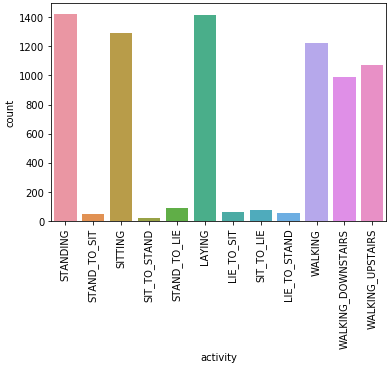 1400
1200
1000
800
600
400
200
0
count
STANDING
STAND_TO_SIT
SITTING
SIT_TO_STAND
STAND_TO_LIE
LAYING
LIE_TO_SIT
SIT_TO_LIE
LIE_TO_STAND
WALKING
WALKING_DOWNSTAIRS
WALKING_UPSTAIRS
activity